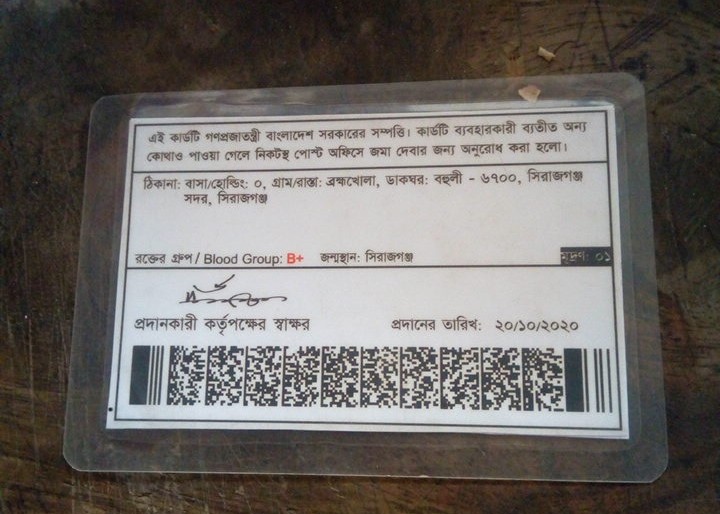 এই কার্ডটি গণপ্রজাতন্ত্রী বাংলাদেশ সরকারের সম্পত্তি। কার্ডটি ব্যবহারকারী ব্যতীত অন্য
কোথাও পাওয়া গেলে নিকটস্থ পোস্ট অফিসে জমা দেবার জন্য অনুরোধ করা হলো।
ঠিকানা: বাসা/হোল্ডিং: ০, গ্রাম/রাস্তা: ব্রহ্মখোলা, ডাকঘর: বহুলী - ৬৭০০, সিরাজগঞ্জ
সদর, সিরাজগঞ্জ
রক্তের গ্রুপ / Blood Group: B+ জন্মস্থান: সিরাজগঞ্জ মূদ্রণ: ০১
প্রদানকারী কর্তৃপক্ষের স্বাক্ষর প্রদানের তারিখ: ২০/১০/২০২০